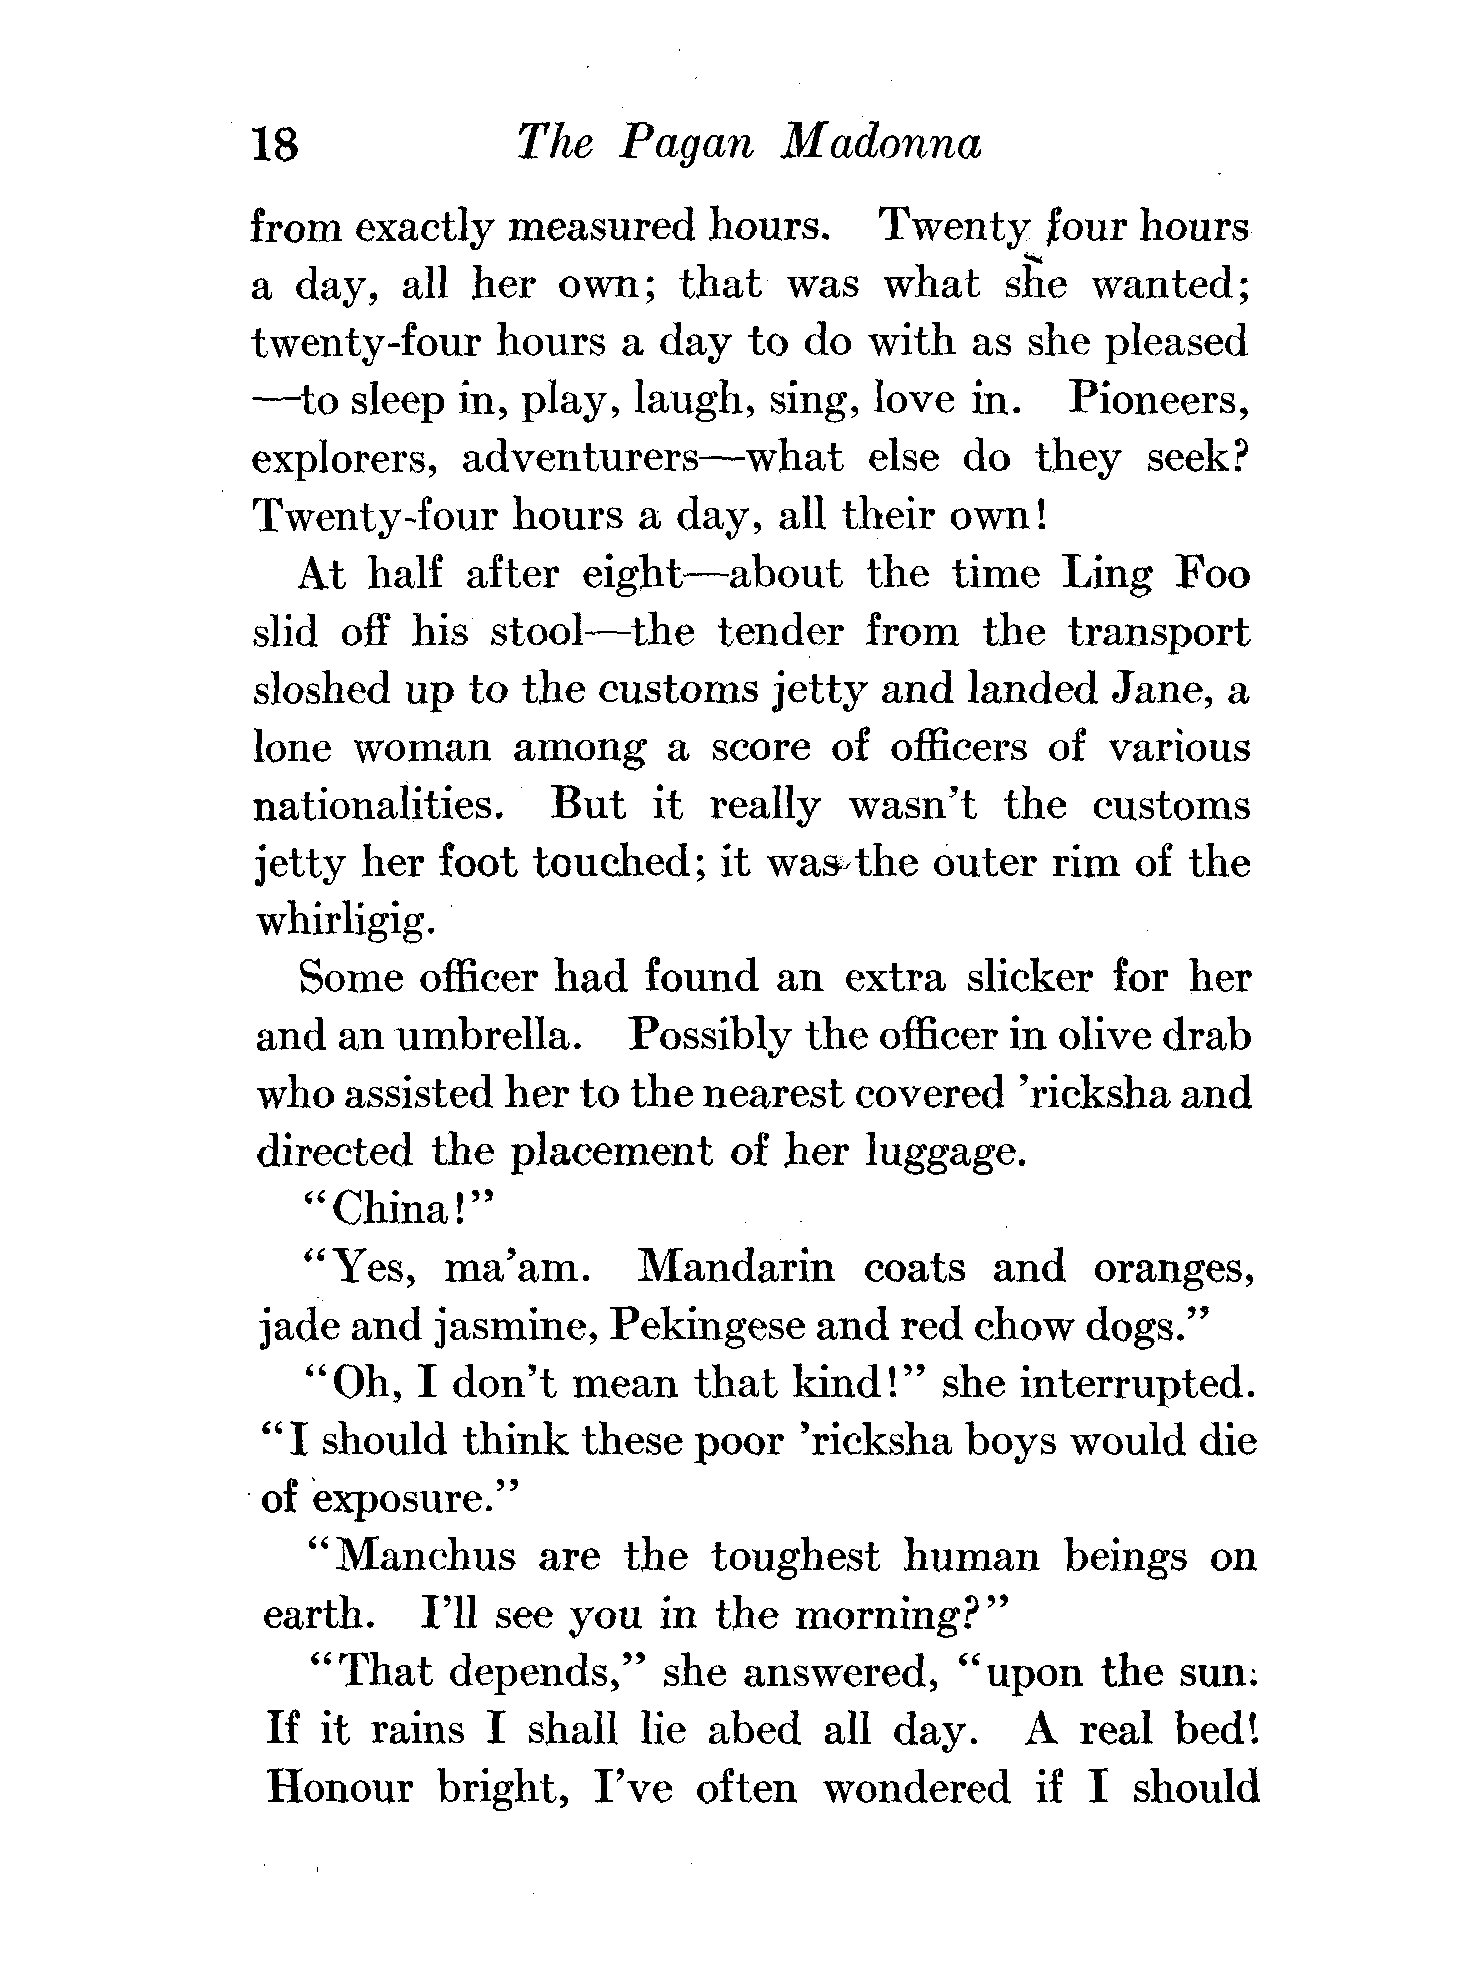 18 The Pagan Madonna
from exactly measured hours. Twenty four hours
a day, all her own; that was what she wanted;
twenty-four hours a day to do with as she pleased
—to sleep in, play, laugh, sing, love in. Pioneers,
explorers, adventurers—what else do they seek?
Twenty-four hours a day, all their own!
At half after eight—about the time Ling Foo
slid off his stool—the tender from the transport
sloshed up to the customs jetty and landed Jane, a
lone woman among a score of officers of various
nationalities. But it really wasn't the customs
jetty her foot touched; it was the outer rim of the
whirligig.
Some officer had found an extra slicker for her
and an umbrella. Possibly the officer in olive drab
who assisted her to the nearest covered 'ricksha and
directed the placement of her luggage.
"China!"
"Yes, ma'am. Mandarin coats and oranges,
jade and jasmine, Pekingese and red chow dogs."
"Oh, I don't mean that kind!" she interrupted.
"I should think these poor 'ricksha boys would die
of exposure."
"Manchus are the toughest human beings on
earth. I'll see you in the morning?"
"That depends," she answered, "upon the sun.
If it rains I shall lie abed all day. A real bed!
Honour bright, I've often wondered if I should